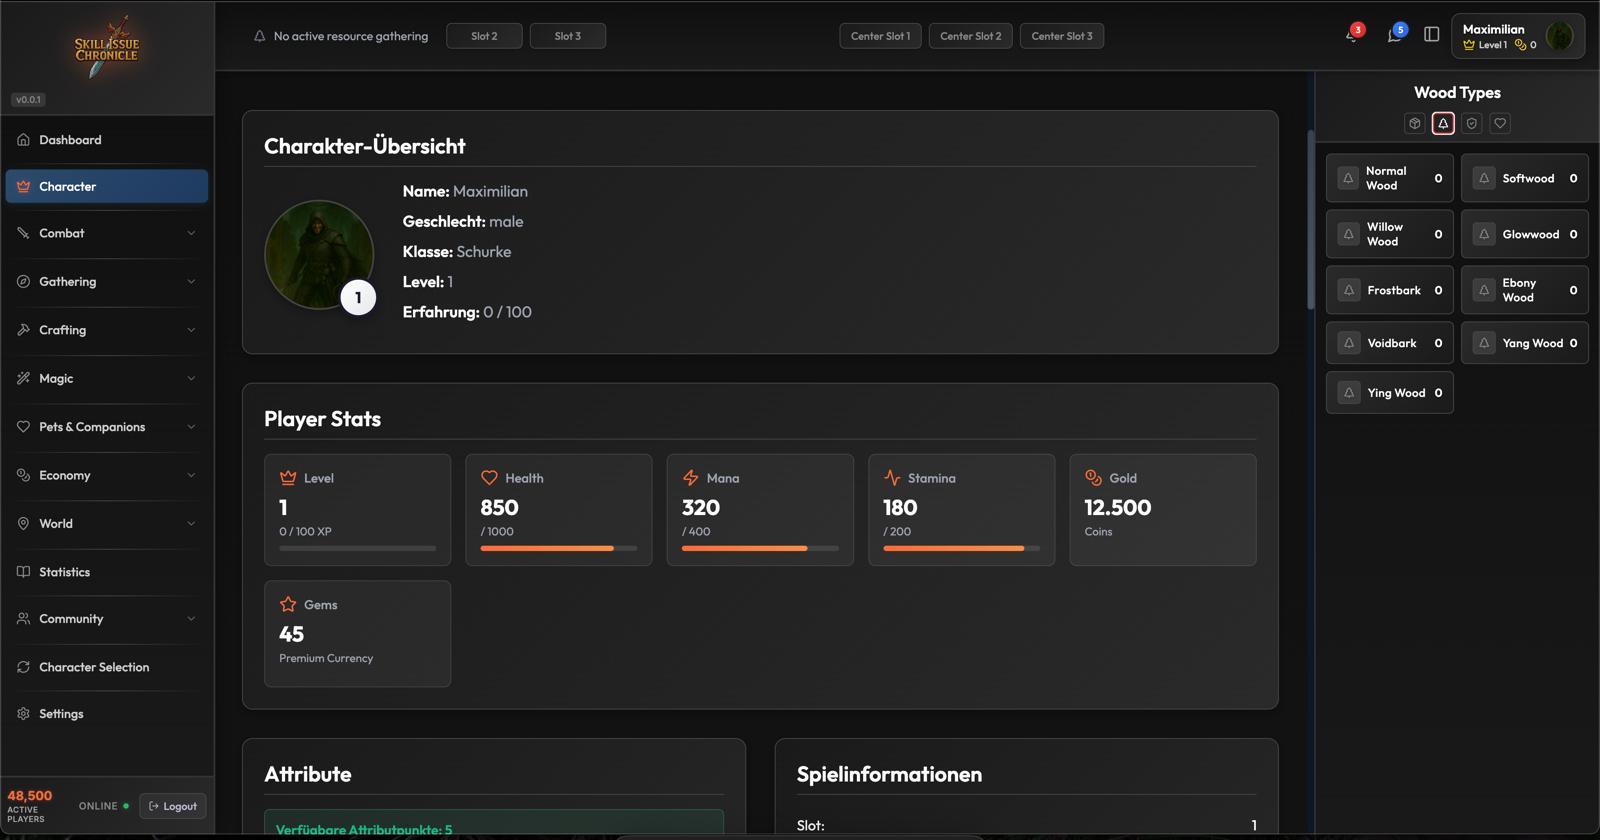 SKILL ISSUE
CHRONICLE
v0.0.1
No active resource gathering
Slot 2
Slot 3
Center Slot 1
Center Slot 2
Center Slot 3
3
5
Maximilian
Level 1
0
Dashboard
Character
Combat
Gathering
Crafting
Magic
Pets & Companions
Economy
World
Statistics
Community
Character Selection
Settings
48,500
ACTIVE
PLAYERS
ONLINE
Logout
Charakter-Übersicht
1
Name: Maximilian
Geschlecht: male
Klasse: Schurke
Level: 1
Erfahrung: 0 / 100
Player Stats
Level
1
0 / 100 XP
Health
850
/ 1000
Mana
320
/ 400
Stamina
180
/ 200
Gold
12.500
Coins
Gems
45
Premium Currency
Attribute
Verfügbare Attributpunkte: 5
Spielinformationen
Slot: 1
Wood Types
Normal
Wood 0
Softwood 0
Willow
Wood 0
Glowwood 0
Frostbark 0
Ebony
Wood 0
Voidbark 0
Yang Wood 0
Ying Wood 0